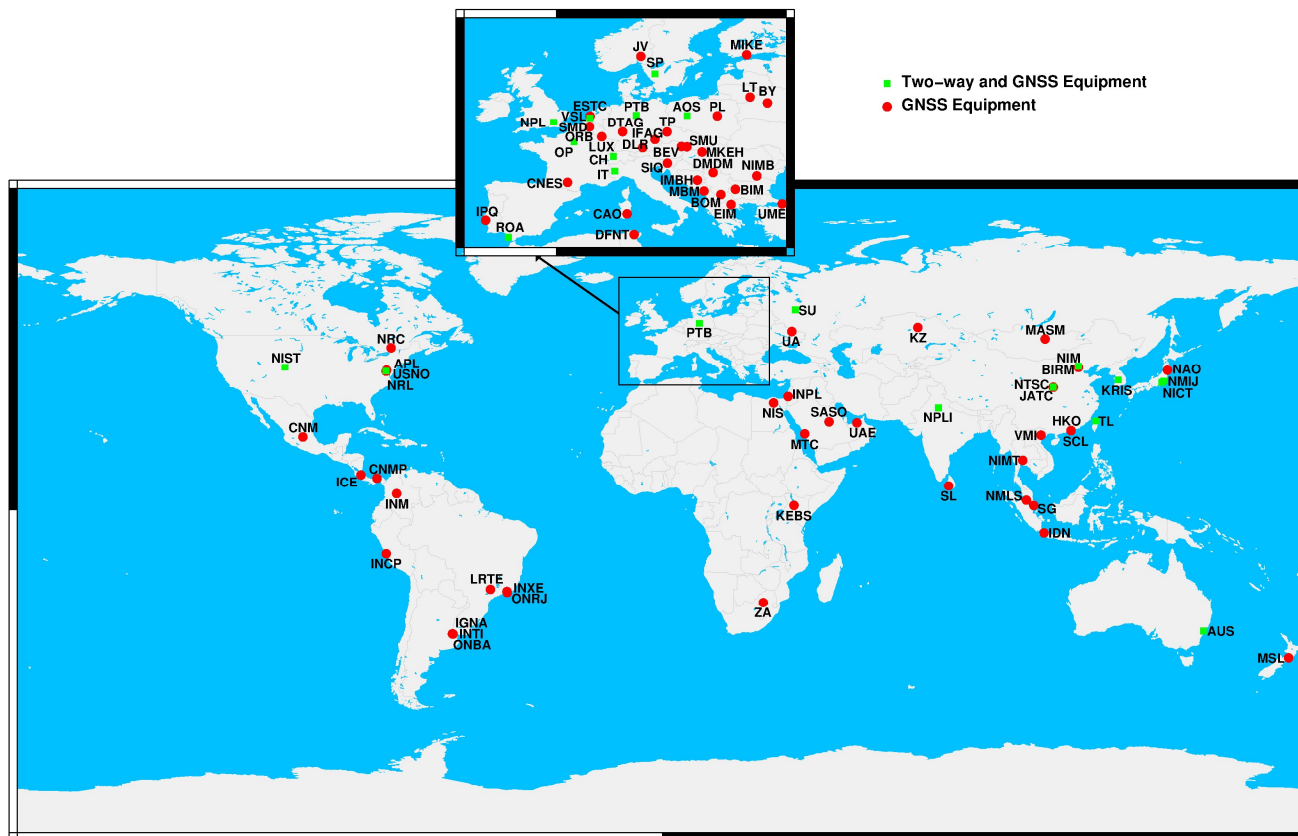 JV
SP
MIKE
LT
BY
ESTC
VSL
NPL
SMD
ORB
OP
PTB
AOS
PL
DTAG
TP
IFAG
LUX
DLR
CH
IT
BEV
SMU
MKEH
SIQ
DMDM
NIMB
CNES
IMBH
MBM
BIM
BOM
EIM
UME
IPQ
ROA
CAO
DFNT
Two-way and GNSS Equipment
GNSS Equipment
PTB
SU
UA
KZ
MASM
NRC
NIST
APL
USNO
NRL
NIM
BIRM
NAO
NMIJ
NICT
KRIS
NTSC
JATC
INPL
NIS
SASO
MTC
UAE
NPLI
HKO
SCL
TL
VMI
CNM
NIMT
ICE
CNMP
INM
SL
NMLS
SG
KEBS
IDN
INCP
LRTE
INXE
ONRJ
ZA
IGNA
INTI
ONBA
AUS
MSL